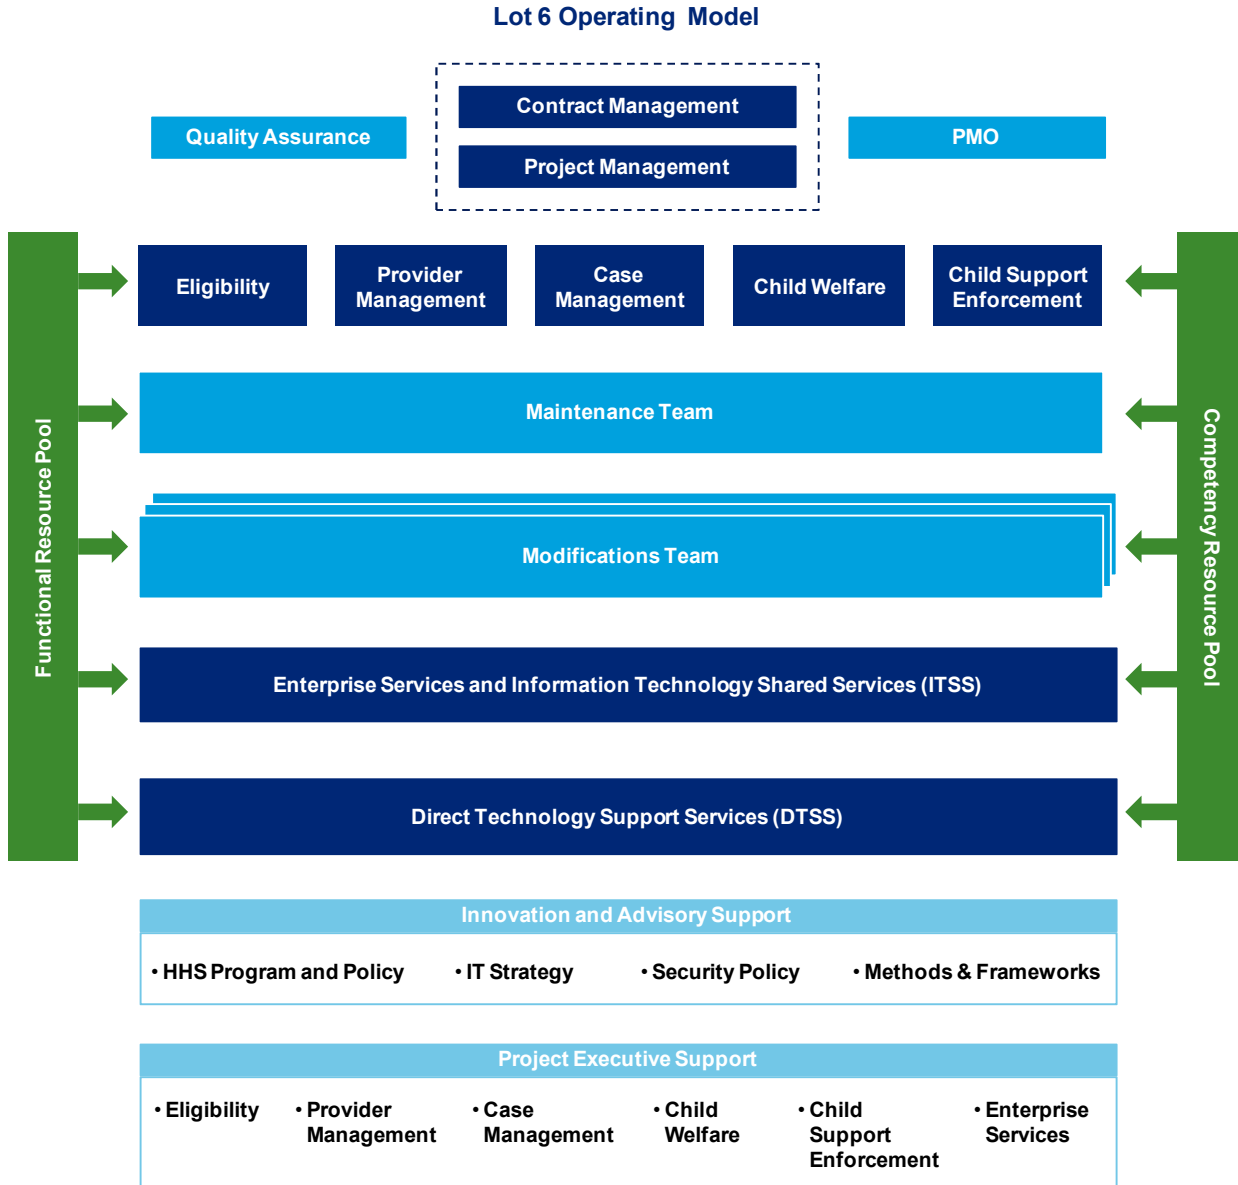 Lot 6 Operating Model
Contract Management
Quality Assurance
PMO
Project Management
Eligibility
Provider
Management
Case
Management
Child Welfare
Child Support
Enforcement
Maintenance Team
Functional Resource Pool
Competency Resource Pool
Modifications Team
Enterprise Services and Information Technology Shared Services (ITSS)
Direct Technology Support Services (DTSS)
Innovation and Advisory Support
• HHS Program and Policy
• IT Strategy
• Security Policy
• Methods & Frameworks
Project Executive Support
• Eligibility
• Provider
Management
• Case
Management
• Child
Welfare
• Child
Support
Enforcement
• Enterprise
Services